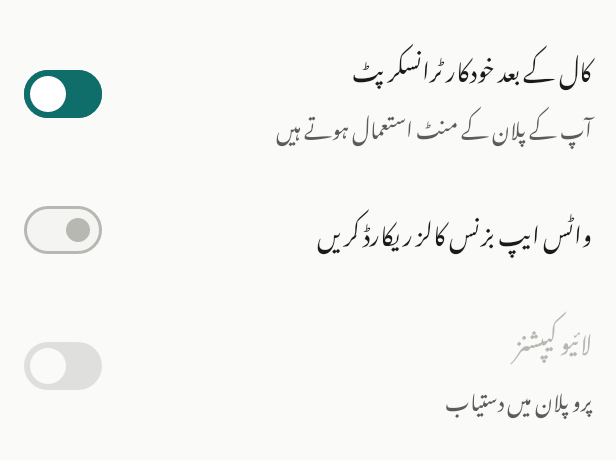 کال کے بعد خودکار ٹرانسکرپٹ
آپ کے پلان کے منٹ استعمال ہوتے ہیں
واٹس ایپ بزنس کالز ریکارڈ کریں
لائیو کیپشنز
پرو پلان میں دستیاب